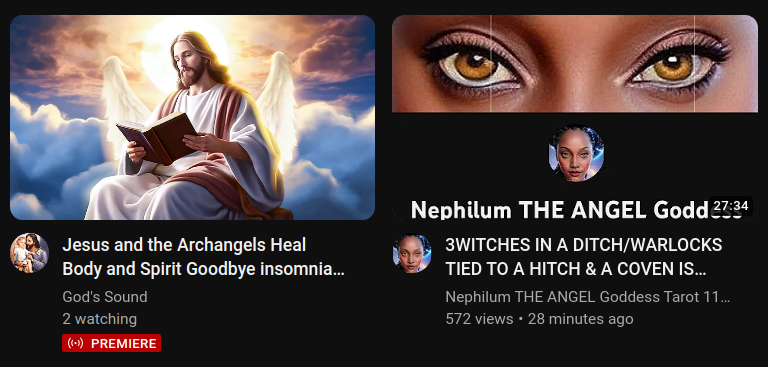 Nephilum THE ANGEL
27:34
Jesus and the Archangels Heal
Body and Spirit Goodbye insomnia...
God's Sound
2 watching
PREMIERE
3WITCHES IN A DITCH/WARLOCKS
TIED TO A HITCH & A COVEN IS...
Nephilum THE ANGEL Goddess Tarot 11...
572 views • 28 minutes ago